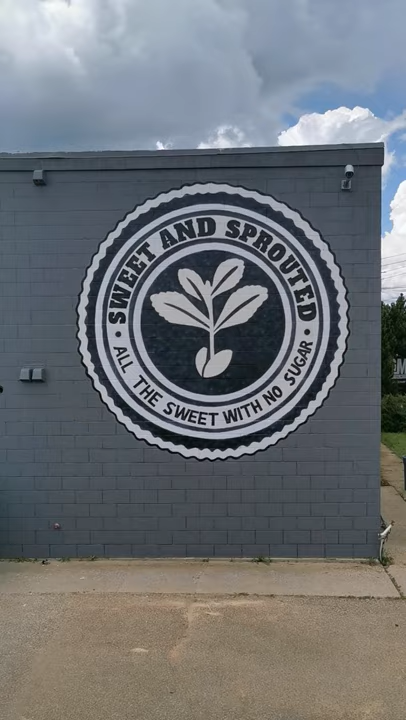 SWEET AND SPROUTED
• ALL THE SWEET WITH NO SUGAR •